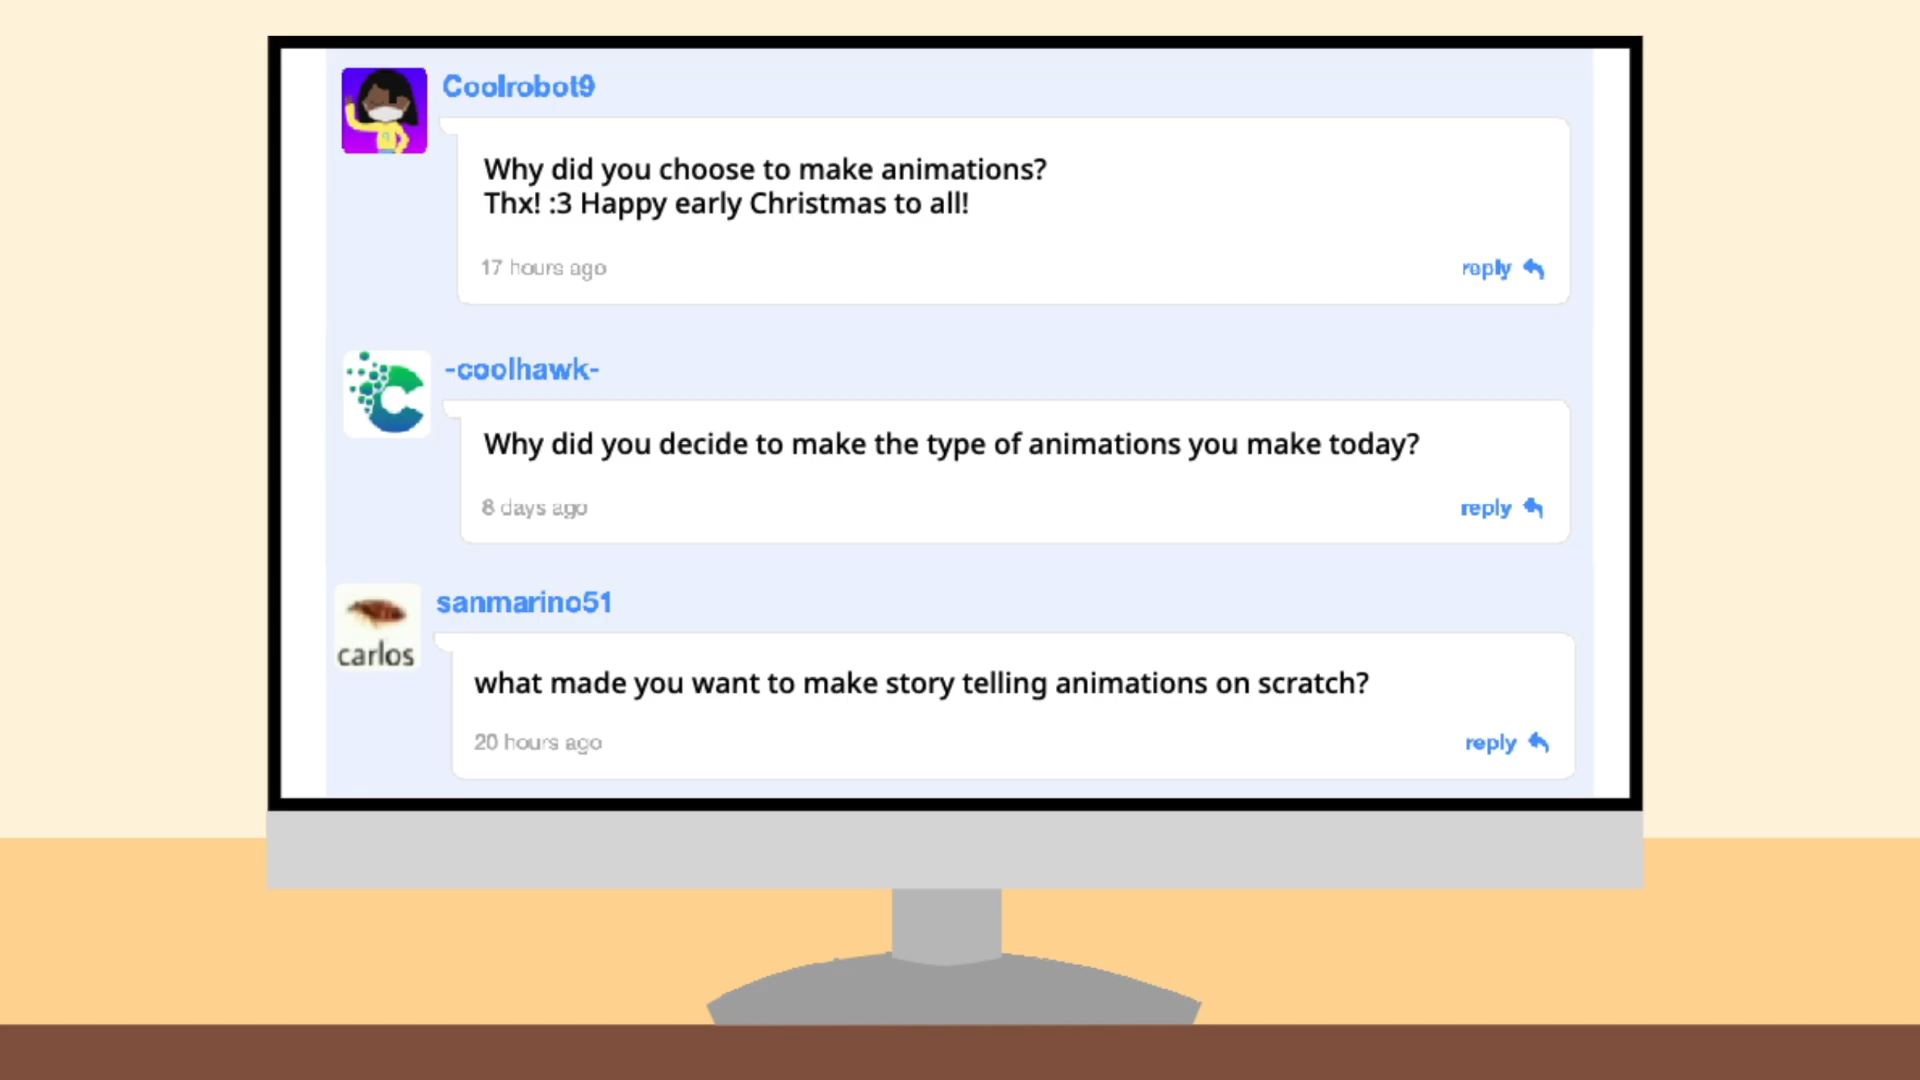 Coolrobot9
Why did you choose to make animations?
Thx! :3 Happy early Christmas to all!
17 hours ago
reply
-coolhawk-
Why did you decide to make the type of animations you make today?
8 days ago
reply
carlos
sanmarino51
what made you want to make story telling animations on scratch?
20 hours ago
reply